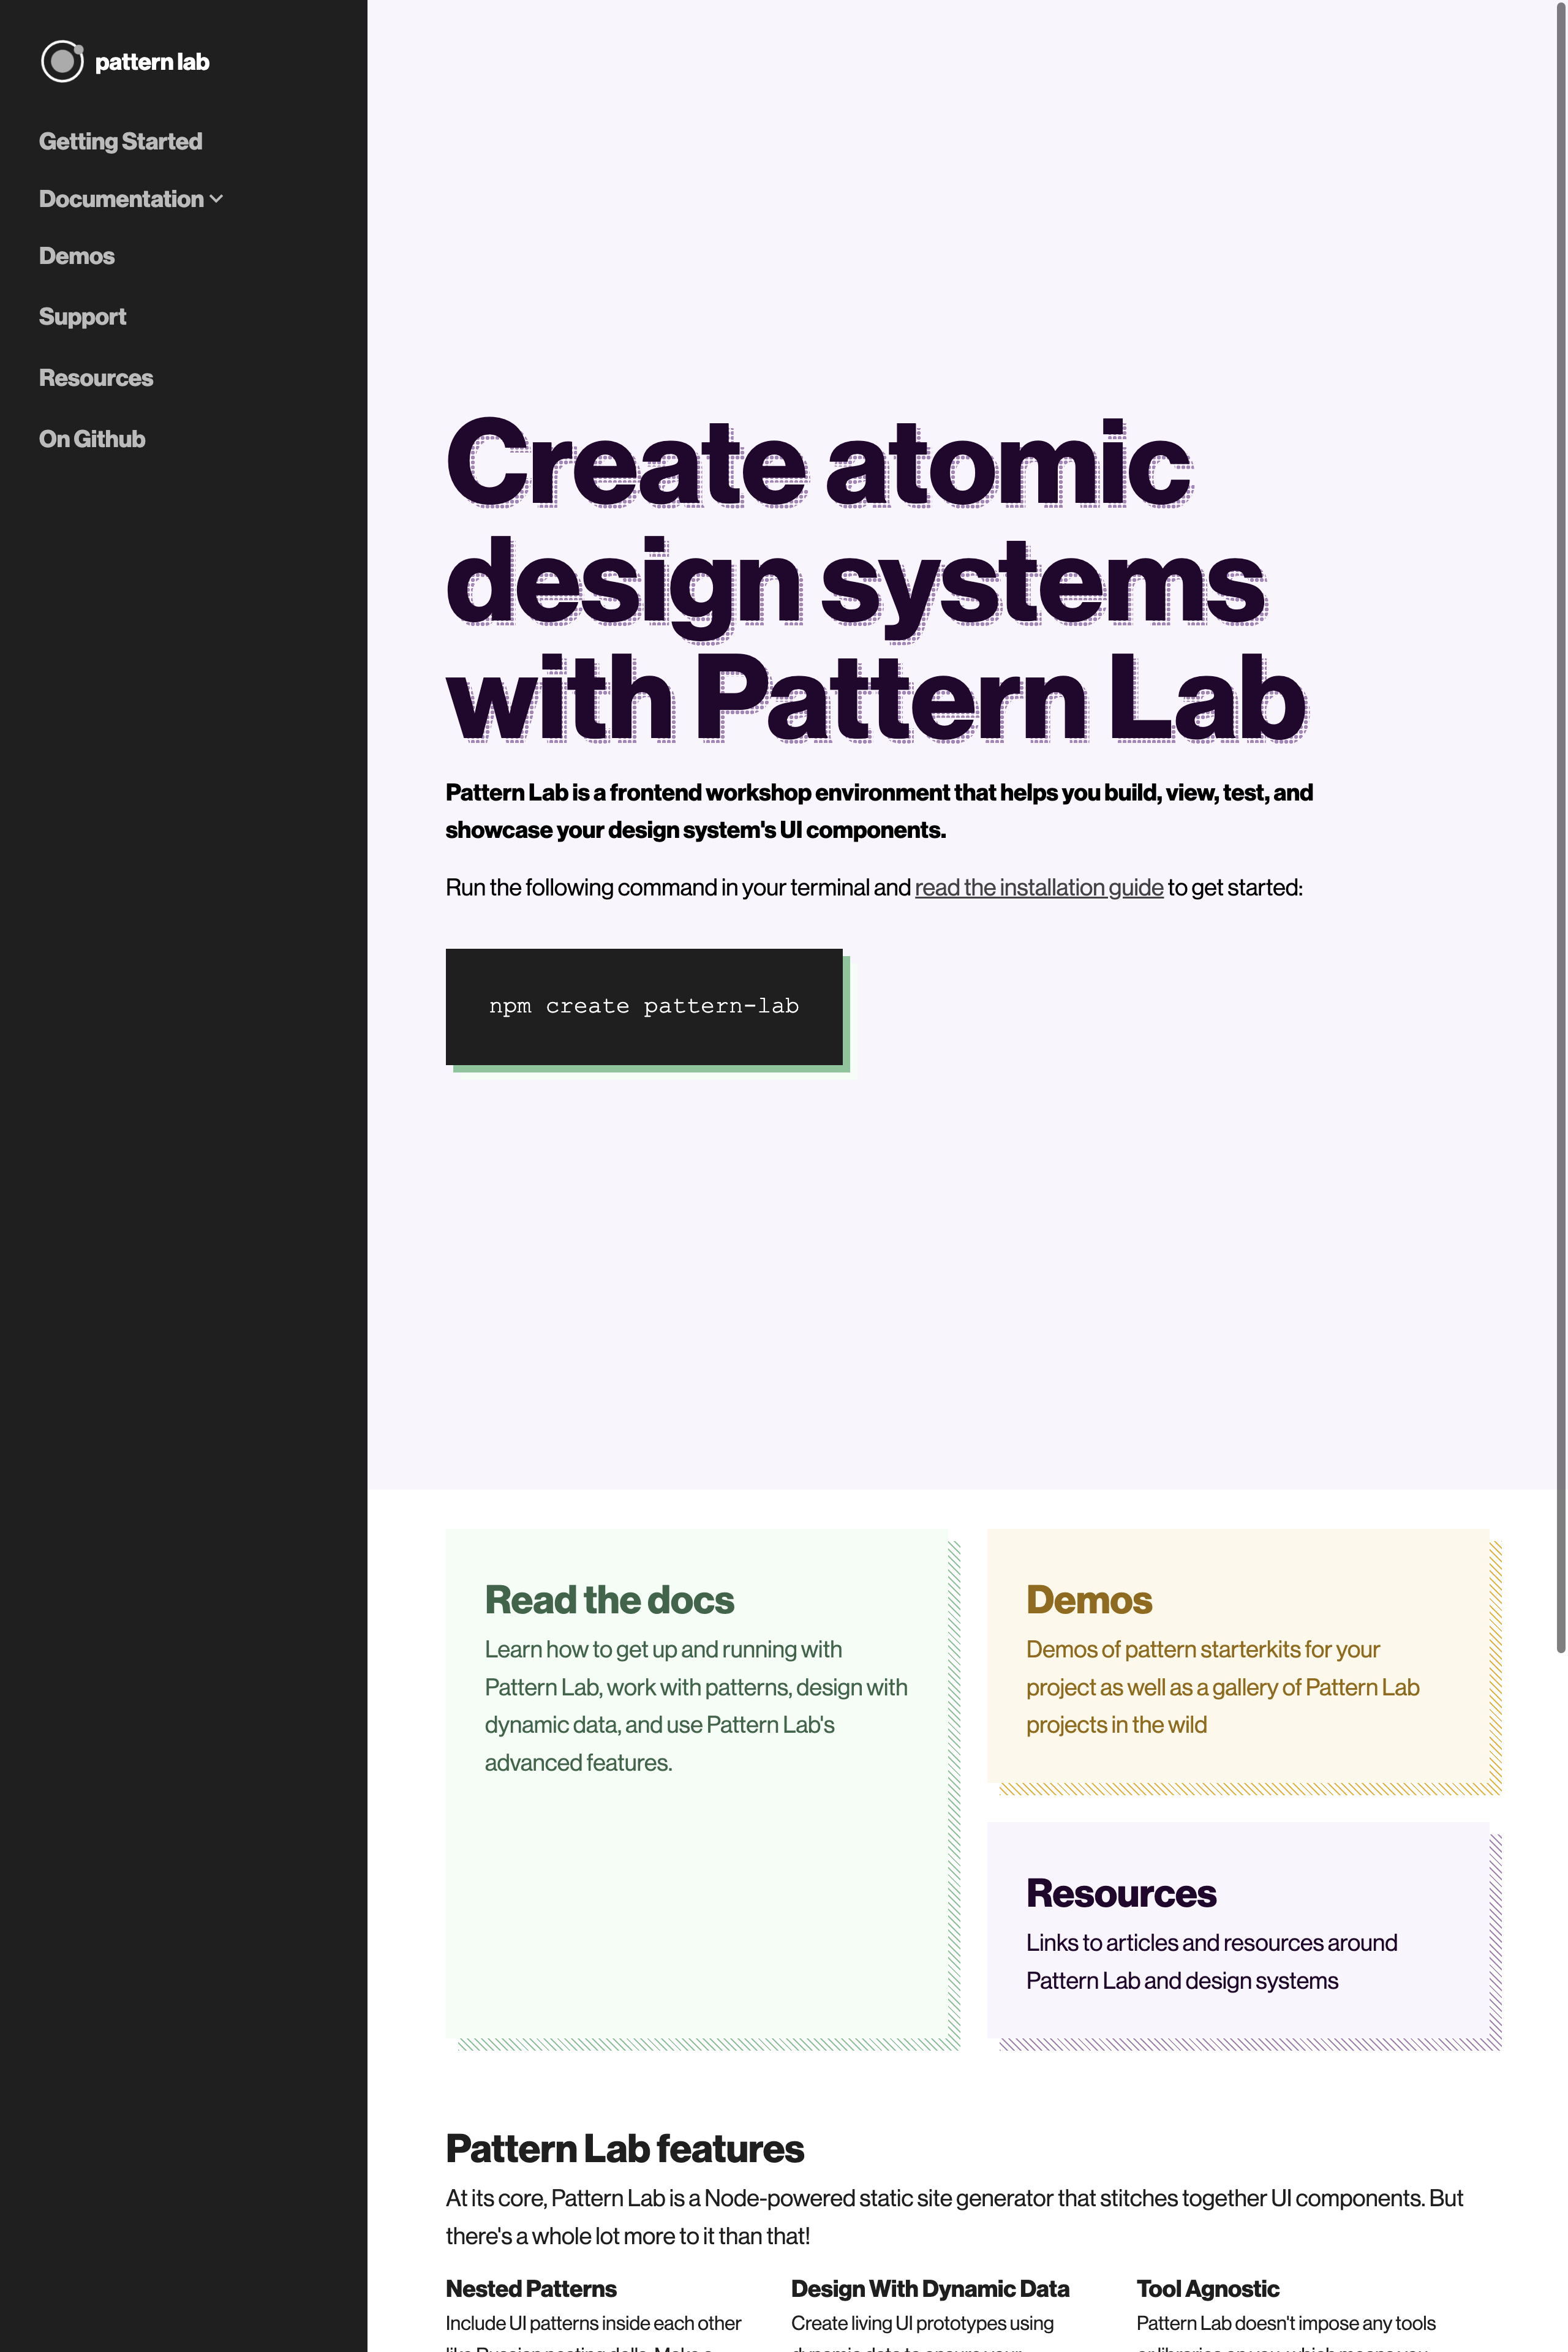 pattern lab
Getting Started
Documentation
Demos
Support
Resources
On Github
Create atomic
design systems
with Pattern Lab
Pattern Lab is a frontend workshop environment that helps you build, view, test, and
showcase your design system's UI components.
Run the following command in your terminal and read the installation guide to get started:
npm create pattern-lab
Read the docs
Learn how to get up and running with
Pattern Lab, work with patterns, design with
dynamic data, and use Pattern Lab's
advanced features.
Demos
Demos of pattern starterkits for your
project as well as a gallery of Pattern Lab
projects in the wild
Resources
Links to articles and resources around
Pattern Lab and design systems
Pattern Lab features
At its core, Pattern Lab is a Node-powered static site generator that stitches together UI components. But
there's a whole lot more to it than that!
Nested Patterns
Include UI patterns inside each other
Design With Dynamic Data
Create living UI prototypes using
Tool Agnostic
Pattern Lab doesn't impose any tools